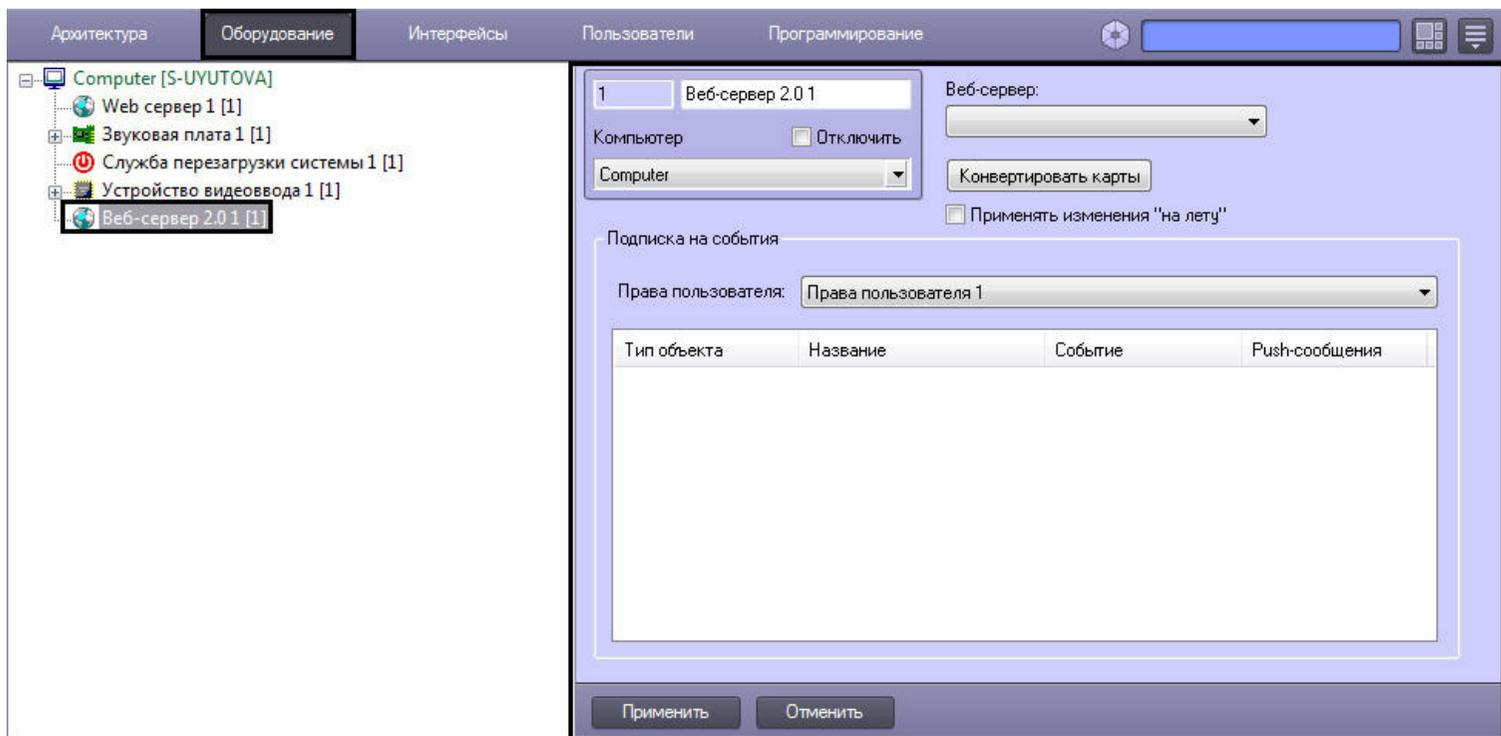 Архитектура Оборудование Интерфейсы Пользователи Программирование
Computer [S-UYUTOVA]
Web сервер 1 [1]
Звуковая плата 1 [1]
Служба перезагрузки системы 1 [1]
Устройство видеоввода 1 [1]
Веб-сервер 2.0 1 [1]
1 Веб-сервер 2.0 1
Компьютер Отключить
Computer
Веб-сервер:
Конвертировать карты
Применять изменения "на лету"
Подписка на события
Права пользователя: Права пользователя 1
Тип объекта Название Событие Push-сообщения
Применить Отменить